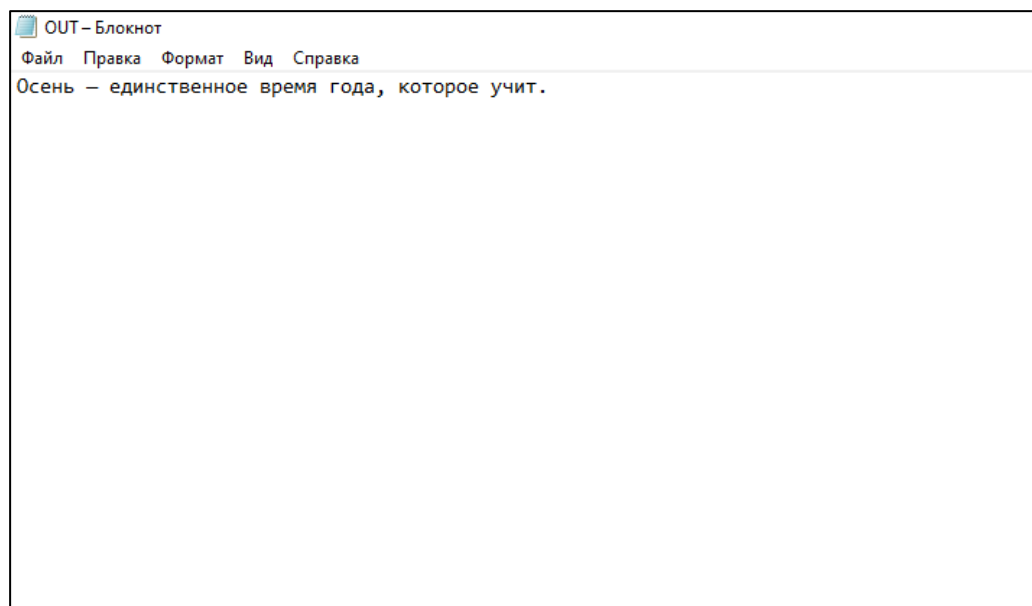 OUT – Блокнот
Файл Правка Формат Вид Справка
Осень — единственное время года, которое учит.